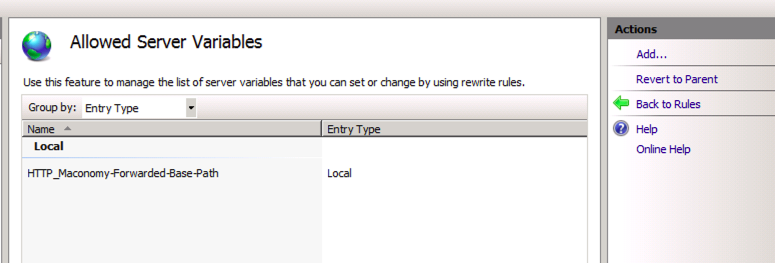 Allowed Server Variables
Use this feature to manage the list of server variables that you can set or change by using rewrite rules.
Group by: Entry Type
Name Entry Type
Local
HTTP_Maconomy-Forwarded-Base-Path Local
Actions
Add...
Revert to Parent
Back to Rules
Help
Online Help